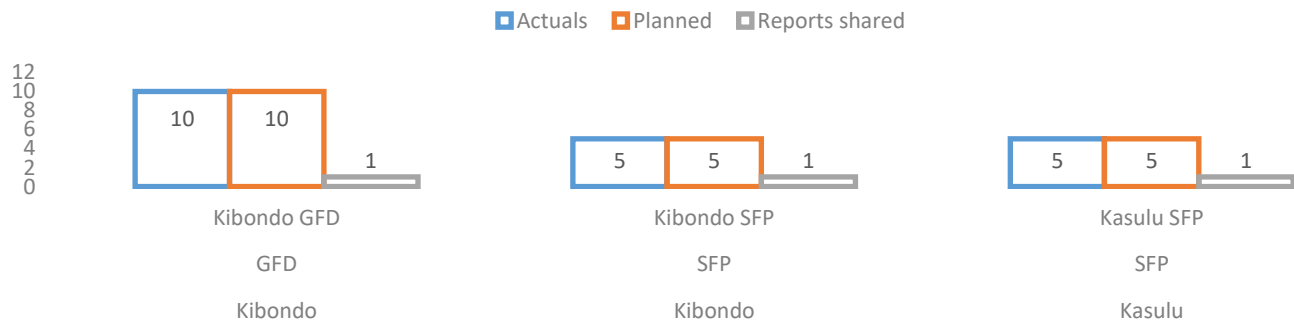 Actuals Planned Reports shared
12
10
8
6
4
2
0
10 10 1
5 5 1
5 5 1
Kibondo GFD Kibondo SFP Kasulu SFP
GFD SFP SFP
Kibondo Kibondo Kasulu